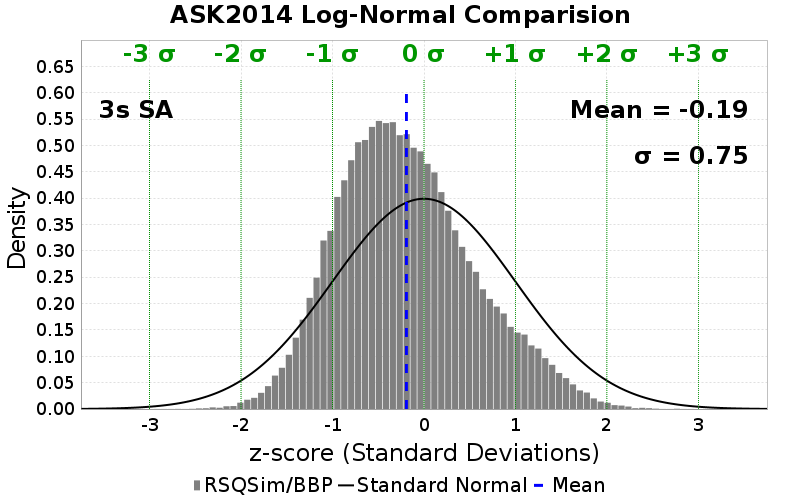 ASK2014 Log-Normal Comparision
-3 σ -2 σ -1 σ 0 σ +1 σ +2 σ +3 σ
3s SA
Mean = -0.19
σ = 0.75
Density
0.65
0.60
0.55
0.50
0.45
0.40
0.35
0.30
0.25
0.20
0.15
0.10
0.05
0.00
-3 -2 -1 0 1 2 3
z-score (Standard Deviations)
RSQSim/BBP Standard Normal Mean